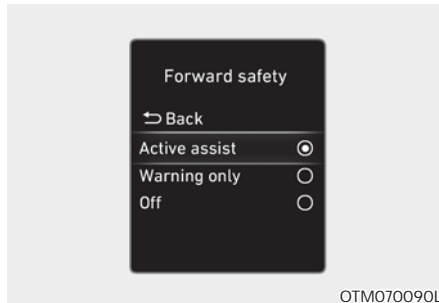 Forward safety
Back
Active assist
Warning only
Off
OTM070090L